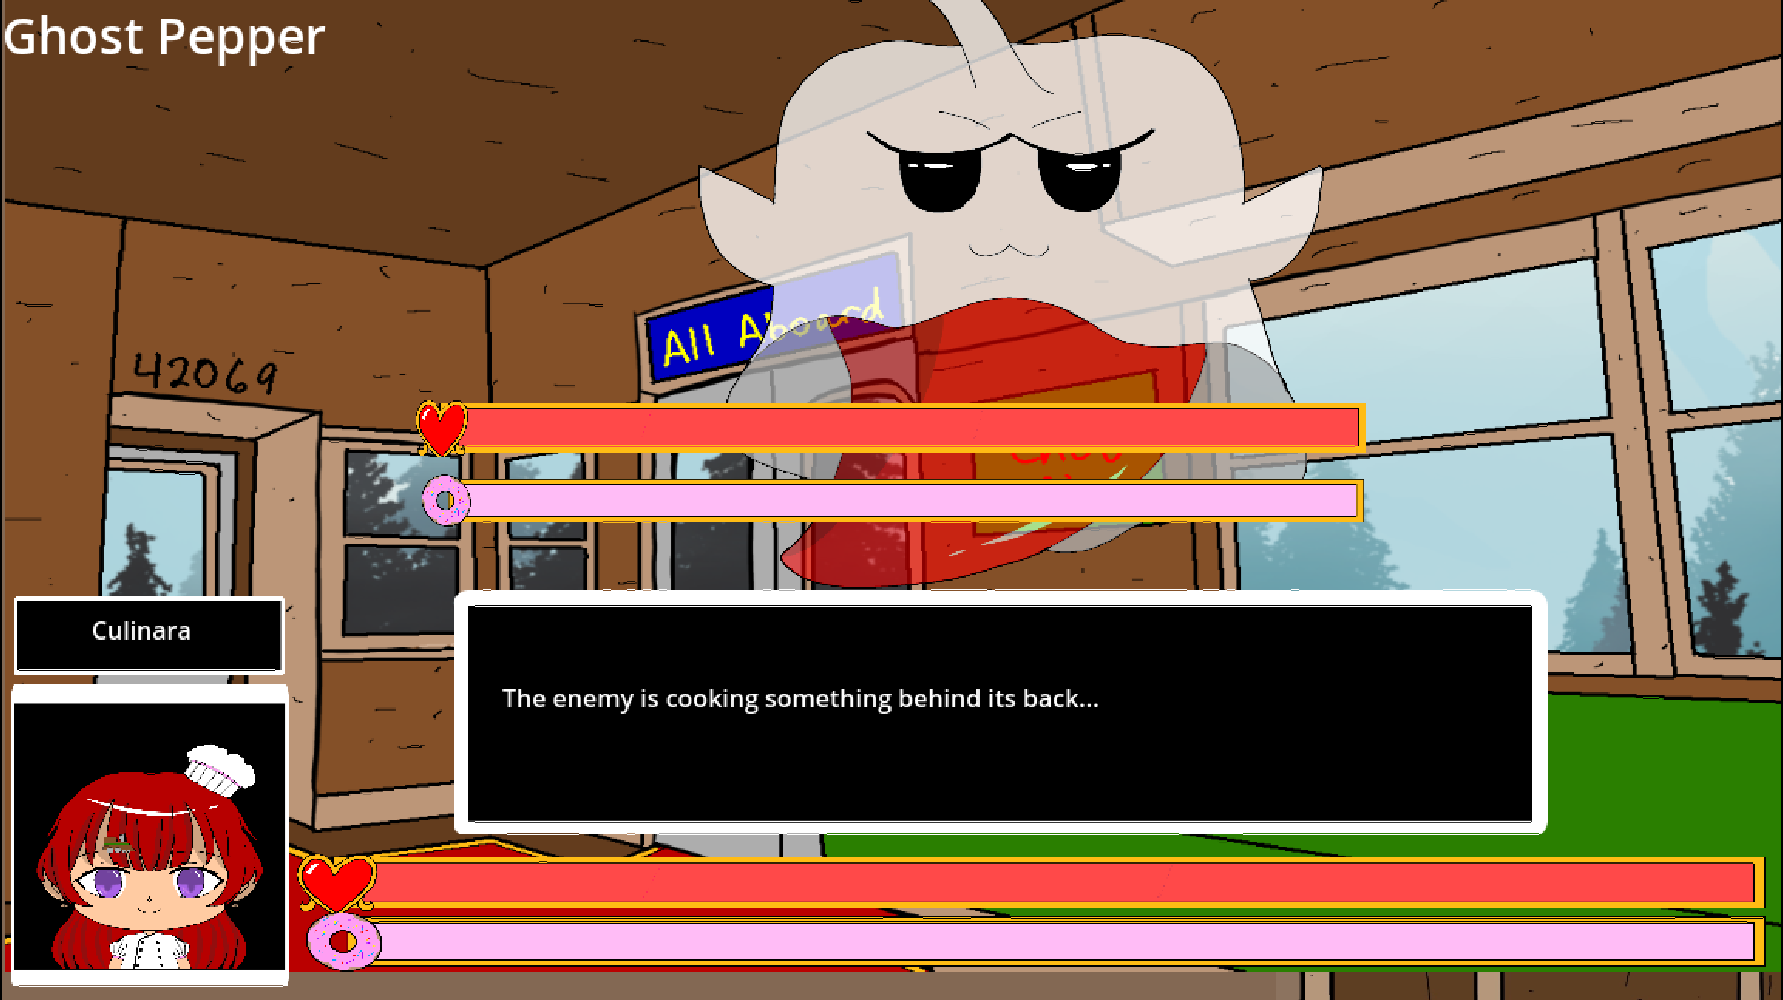 Ghost Pepper
All Aboard
42069
Culinara
The enemy is cooking something behind its back...